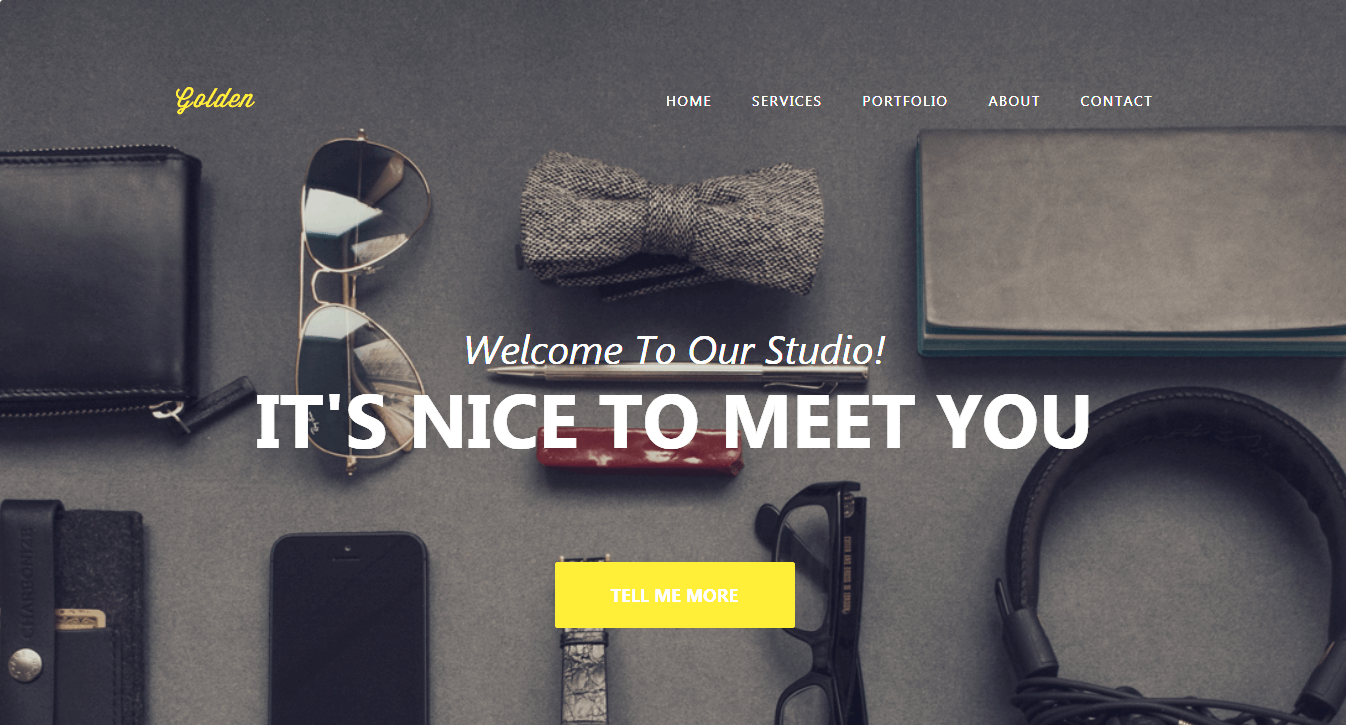 Golden
HOME SERVICES PORTFOLIO ABOUT CONTACT
Welcome To Our Studio!
IT'S NICE TO MEET YOU
TELL ME MORE